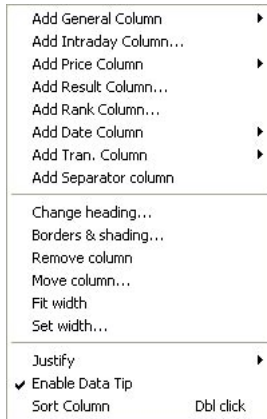 Add General Column
Add Intraday Column...
Add Price Column
Add Result Column...
Add Rank Column...
Add Date Column
Add Tran. Column
Add Separator column
Change heading...
Borders & shading...
Remove column
Move column...
Fit width
Set width...
Justify
Enable Data Tip
Sort Column Dbl click